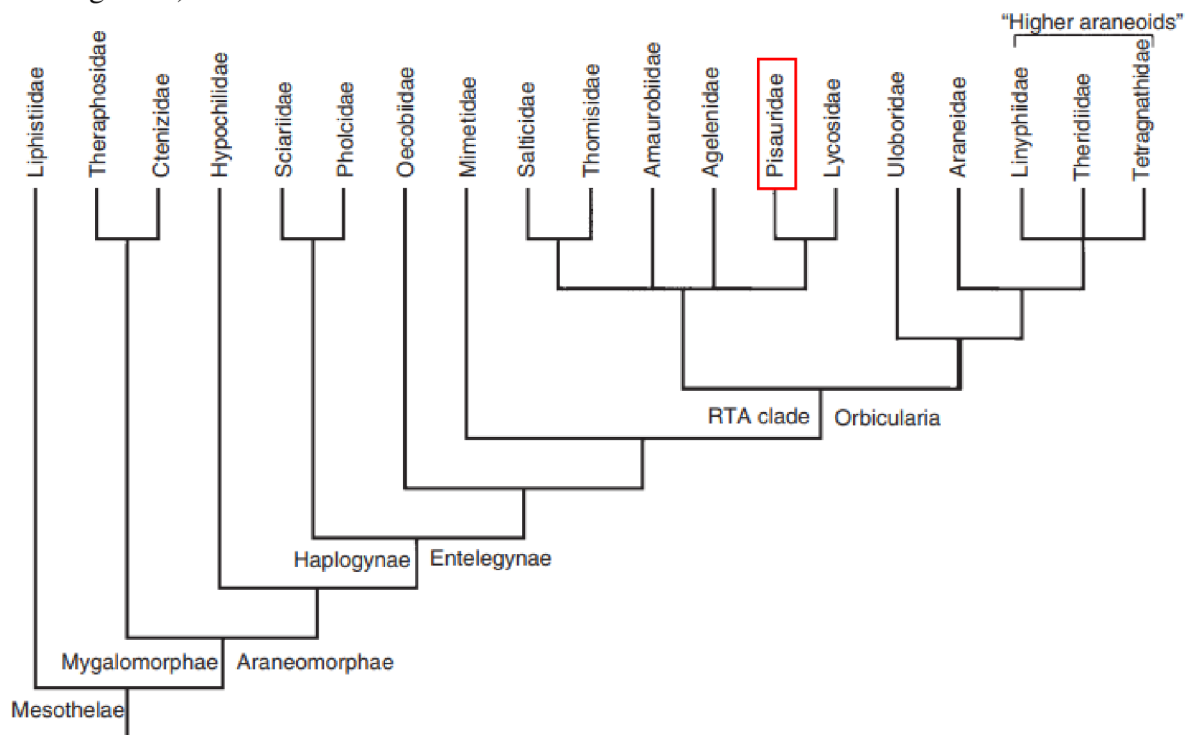 “Higher araneoids”
Liphistiidae
Theraphosidae
Ctenizidae
Hypochilidae
Sciariidae
Pholcidae
Oecobiidae
Mimetidae
Salticidae
Thomisidae
Amaurobiidae
Agelenidae
Pisauridae
Lycosidae
Uloboridae
Araneidae
Linyphiidae
Theridiidae
Tetragnathidae
RTA clade
Orbicularia
Haplogynae
Entelegynae
Mygalomorphae
Araneomorphae
Mesothelae